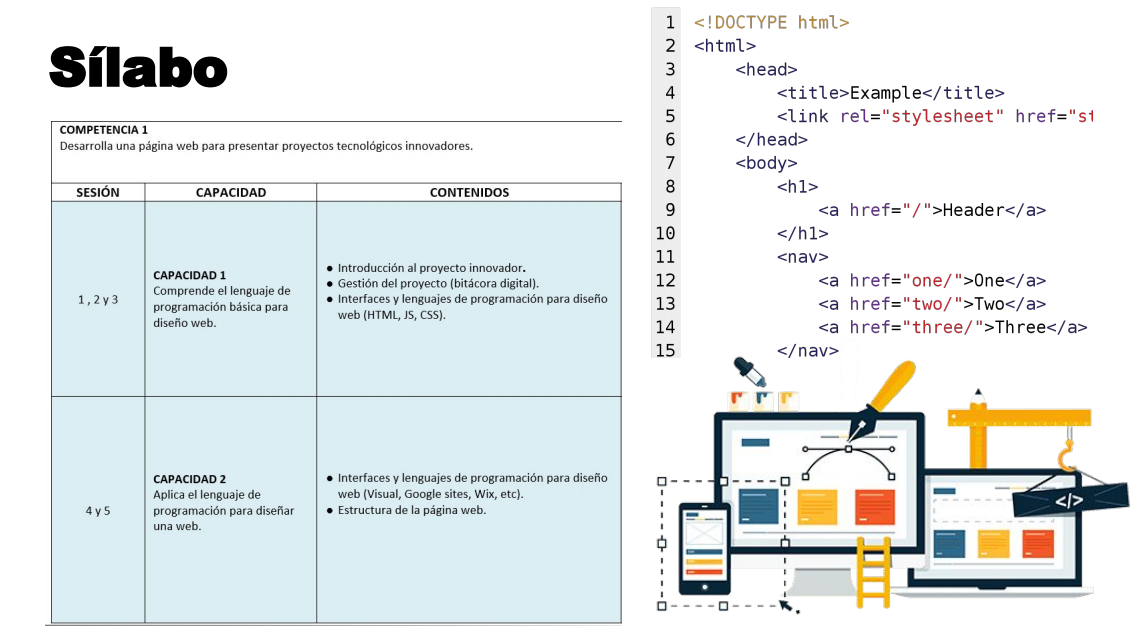 Sílabo
COMPETENCIA 1
Desarrolla una página web para presentar proyectos tecnológicos innovadores.
SESIÓN CAPACIDAD CONTENIDOS
1 , 2 y 3
CAPACIDAD 1
Comprende el lenguaje de
programación básica para
diseño web.
● Introducción al proyecto innovador.
● Gestión del proyecto (bitácora digital).
● Interfaces y lenguajes de programación para diseño
web (HTML, JS, CSS).
4 y 5
CAPACIDAD 2
Aplica el lenguaje de
programación para diseñar
una web.
● Interfaces y lenguajes de programación para diseño
web (Visual, Google sites, Wix, etc).
● Estructura de la página web.
1 <!DOCTYPE html>
2 <html>
3 <head>
4 <title>Example</title>
5 <link rel="stylesheet" href="st
6 </head>
7 <body>
8 <h1>
9 <a href="/">Header</a>
10 </h1>
11 <nav>
12 <a href="one/">One</a>
13 <a href="two/">Two</a>
14 <a href="three/">Three</a>
15 </nav>
</>